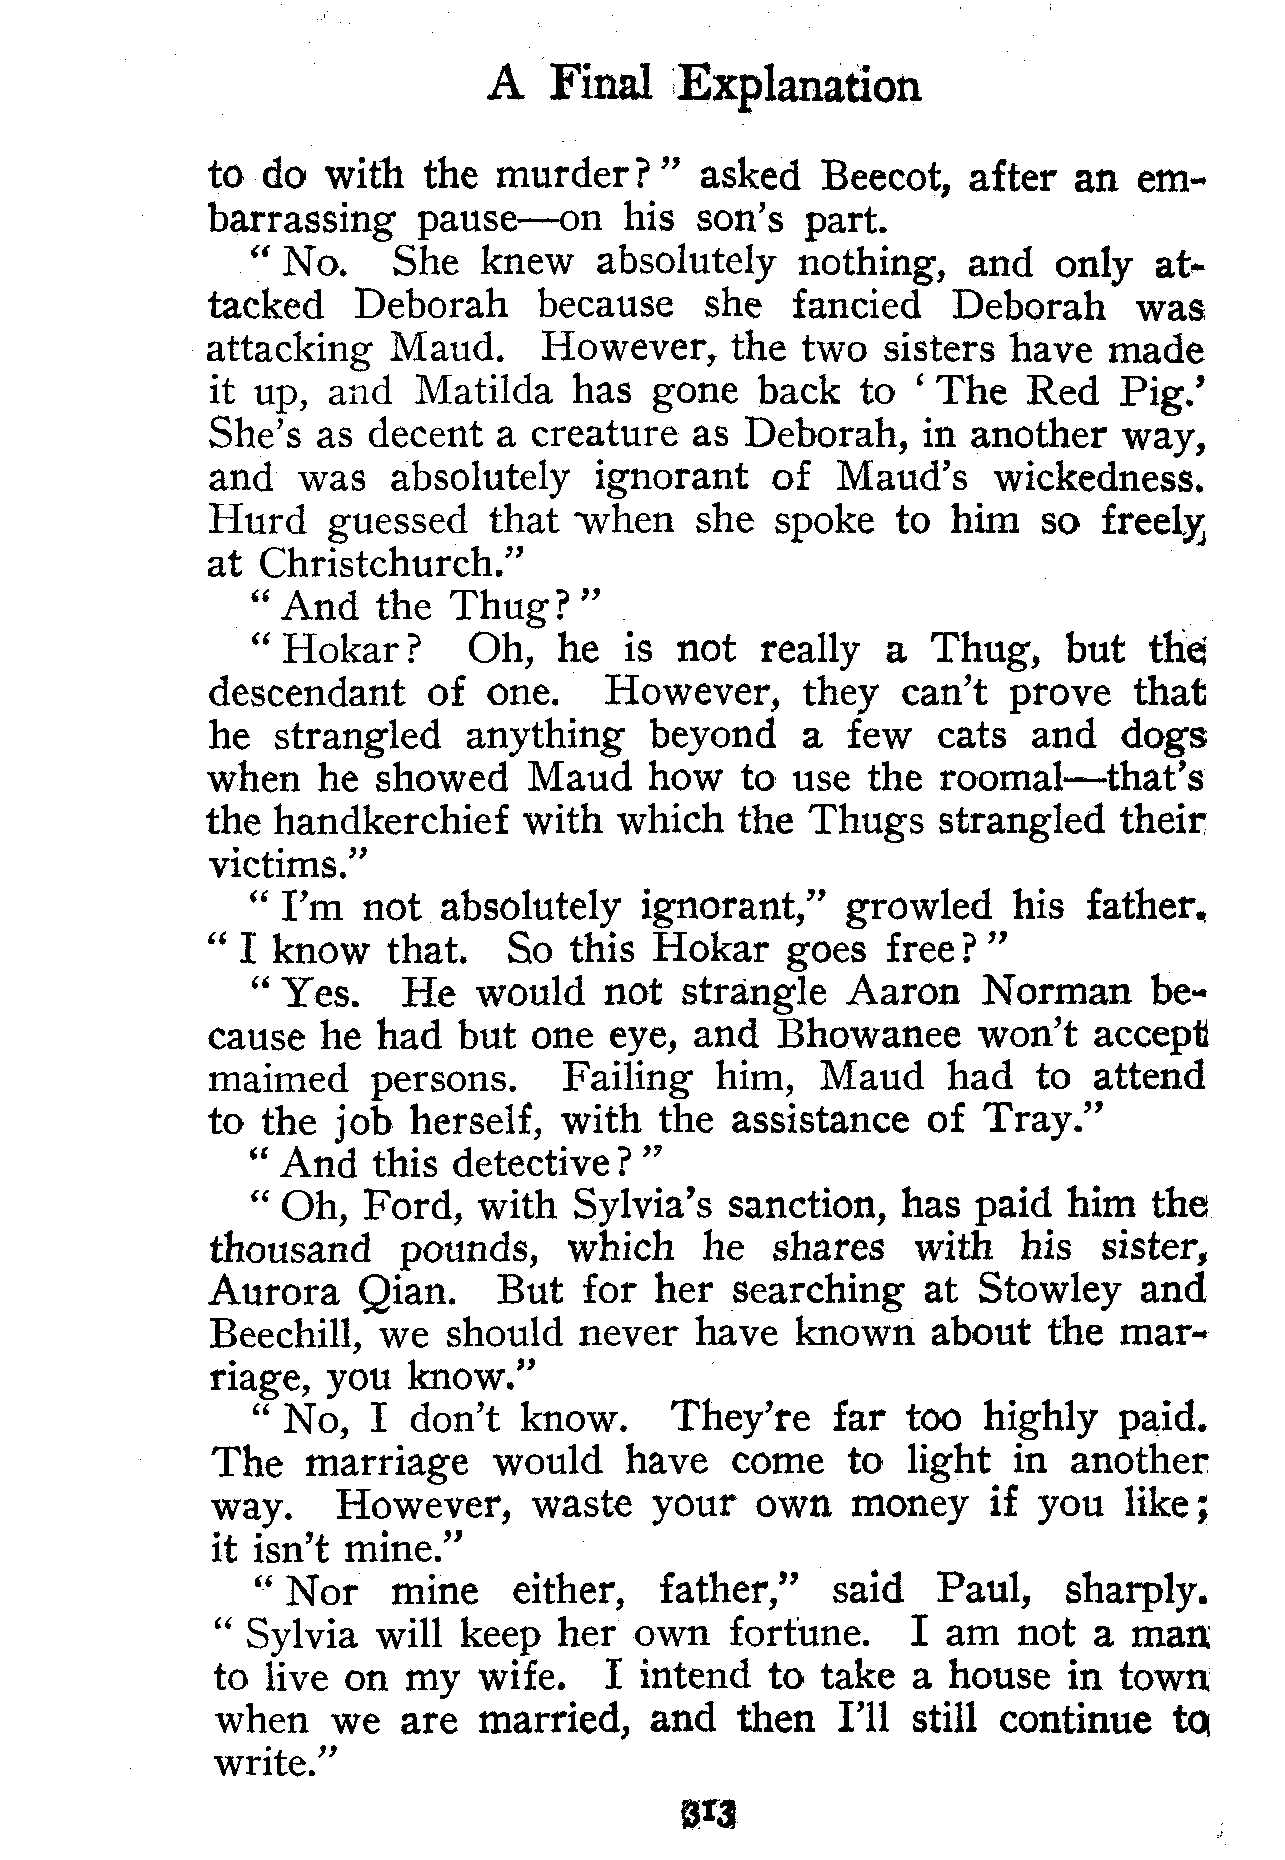 A Final Explanation
to do with the murder?" asked Beecot, after an em-
barrassing pause—on his son's part.
"No. She knew absolutely nothing, and only at-
tacked Deborah because she fancied Deborah was
attacking Maud. However, the two sisters have made
it up, and Matilda has gone back to 'The Red Pig.'
She's as decent a creature as Deborah, in another way,
and was absolutely ignorant of Maud's wickedness.
Hurd guessed that when she spoke to him so freely
at Christchurch."
"And the Thug?"
"Hokar? Oh, he is not really a Thug, but the
descendant of one. However, they can't prove that
he strangled anything beyond a few cats and dogs
when he showed Maud how to use the roomal—that's
the handkerchief with which the Thugs strangled their
victims."
"I'm not absolutely ignorant," growled his father.
"I know that. So this Hokar goes free?"
"Yes. He would not strangle Aaron Norman be-
cause he had but one eye, and Bhowanee won't accept
maimed persons. Failing him, Maud had to attend
to the job herself, with the assistance of Tray."
"And this detective?"
"Oh, Ford, with Sylvia's sanction, has paid him the
thousand pounds, which he shares with his sister,
Aurora Qian. But for her searching at Stowley and
Beechill, we should never have known about the mar-
riage, you know."
"No, I don't know. They're far too highly paid.
The marriage would have come to light in another
way. However, waste your own money if you like;
it isn't mine."
"Nor mine either, father," said Paul, sharply.
"Sylvia will keep her own fortune. I am not a man
to live on my wife. I intend to take a house in town
when we are married, and then I'll still continue to
write."
313